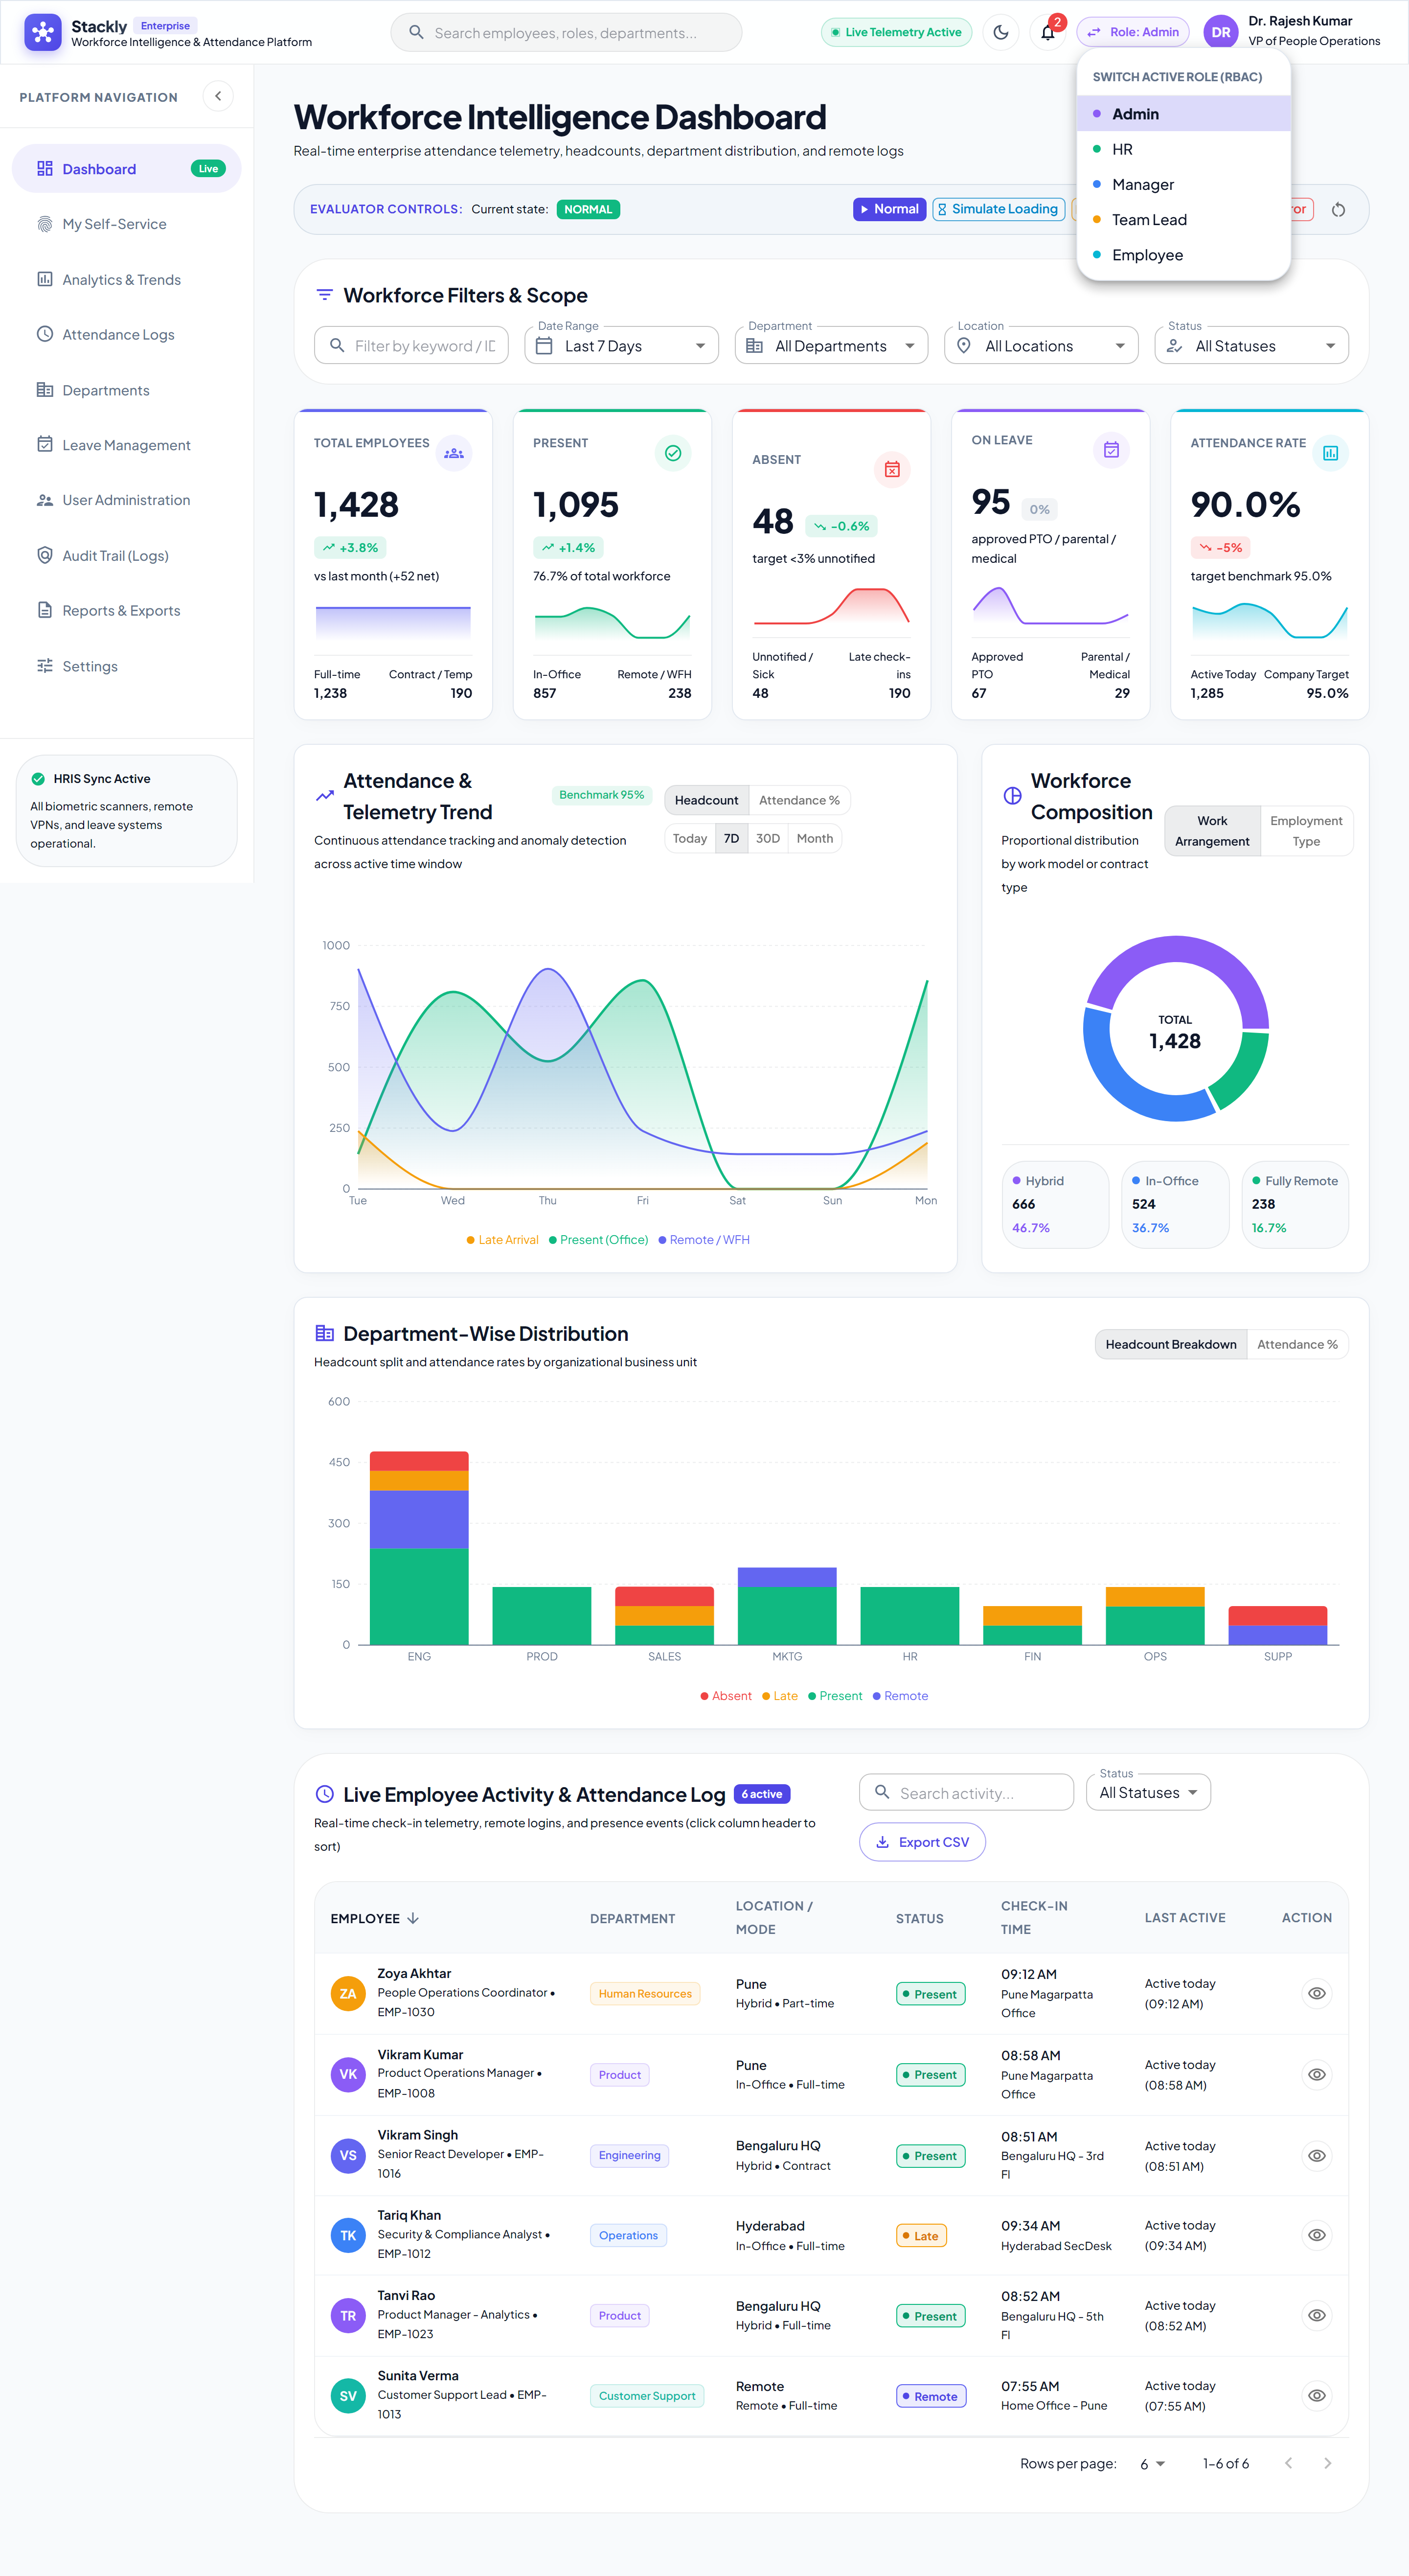 Stackly Enterprise
Workforce Intelligence & Attendance Platform
Search employees, roles, departments...
Live Telemetry Active
2
Role: Admin
DR
Dr. Rajesh Kumar
VP of People Operations
SWITCH ACTIVE ROLE (RBAC)
Admin
HR
Manager
Team Lead
Employee
PLATFORM NAVIGATION
Dashboard Live
My Self-Service
Analytics & Trends
Attendance Logs
Departments
Leave Management
User Administration
Audit Trail (Logs)
Reports & Exports
Settings
HRIS Sync Active
All biometric scanners, remote
VPNs, and leave systems
operational.
Workforce Intelligence Dashboard
Real-time enterprise attendance telemetry, headcounts, department distribution, and remote logs
EVALUATOR CONTROLS: Current state: NORMAL
Normal Simulate Loading
Workforce Filters & Scope
Filter by keyword / ID
Date Range
Last 7 Days
Department
All Departments
Location
All Locations
Status
All Statuses
TOTAL EMPLOYEES
1,428
+3.8%
vs last month (+52 net)
Full-time Contract / Temp
1,238 190
PRESENT
1,095
+1.4%
76.7% of total workforce
In-Office Remote / WFH
857 238
ABSENT
48 -0.6%
target <3% unnotified
Unnotified / Late check-
Sick ins
48 190
ON LEAVE
95 0%
approved PTO / parental /
medical
Approved Parental /
PTO Medical
67 29
ATTENDANCE RATE
90.0%
-5%
target benchmark 95.0%
Active Today Company Target
1,285 95.0%
Attendance &
Telemetry Trend
Benchmark 95%
Continuous attendance tracking and anomaly detection
across active time window
Headcount Attendance %
Today 7D 30D Month
1000
750
500
250
0
Tue Wed Thu Fri Sat Sun Mon
Late Arrival Present (Office) Remote / WFH
Workforce
Composition
Proportional distribution
by work model or contract
type
Work
Arrangement
Employment
Type
TOTAL
1,428
Hybrid
666
46.7%
In-Office
524
36.7%
Fully Remote
238
16.7%
Department-Wise Distribution
Headcount split and attendance rates by organizational business unit
Headcount Breakdown Attendance %
600
450
300
150
0
ENG PROD SALES MKTG HR FIN OPS SUPP
Absent Late Present Remote
Live Employee Activity & Attendance Log 6 active
Real-time check-in telemetry, remote logins, and presence events (click column header to
sort)
Search activity...
Status
All Statuses
Export CSV
EMPLOYEE DEPARTMENT LOCATION / MODE STATUS CHECK-IN TIME LAST ACTIVE ACTION
ZA
Zoya Akhtar
People Operations Coordinator •
EMP-1030
Human Resources
Pune
Hybrid • Part-time
Present
09:12 AM
Pune Magarpatta
Office
Active today
(09:12 AM)
VK
Vikram Kumar
Product Operations Manager •
EMP-1008
Product
Pune
In-Office • Full-time
Present
08:58 AM
Pune Magarpatta
Office
Active today
(08:58 AM)
VS
Vikram Singh
Senior React Developer • EMP-
1016
Engineering
Bengaluru HQ
Hybrid • Contract
Present
08:51 AM
Bengaluru HQ - 3rd
Fl
Active today
(08:51 AM)
TK
Tariq Khan
Security & Compliance Analyst •
EMP-1012
Operations
Hyderabad
In-Office • Full-time
Late
09:34 AM
Hyderabad SecDesk
Active today
(09:34 AM)
TR
Tanvi Rao
Product Manager - Analytics •
EMP-1023
Product
Bengaluru HQ
Hybrid • Full-time
Present
08:52 AM
Bengaluru HQ - 5th
Fl
Active today
(08:52 AM)
SV
Sunita Verma
Customer Support Lead • EMP-
1013
Customer Support
Remote
Remote • Full-time
Remote
07:55 AM
Home Office - Pune
Active today
(07:55 AM)
Rows per page: 6 1–6 of 6